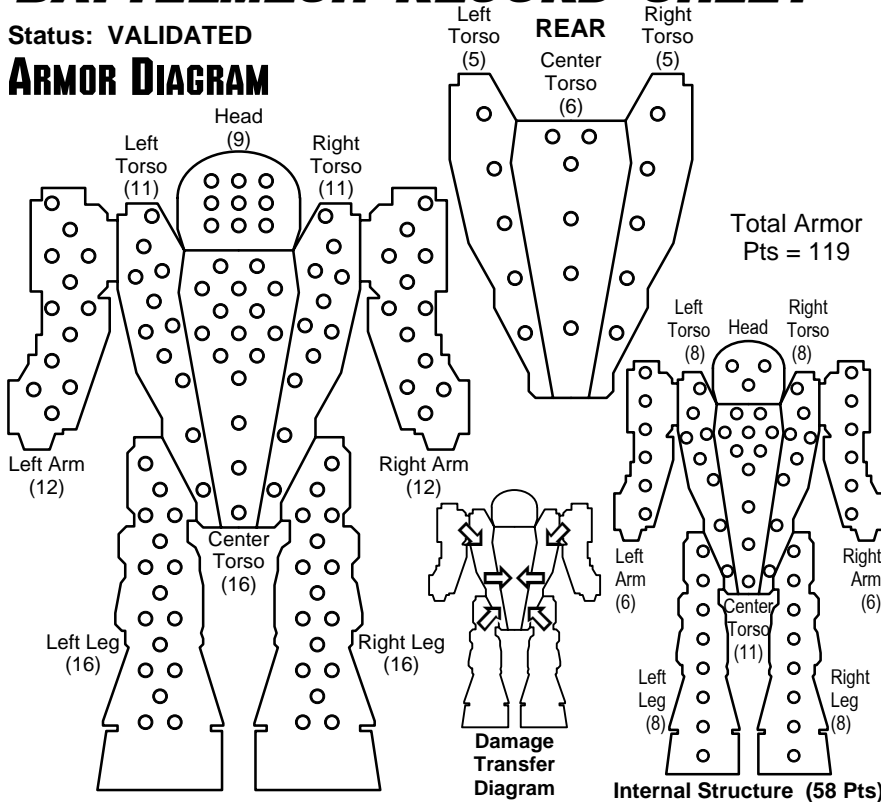 BATTLEMECH RECORD SHEET
Status: VALIDATED
ARMOR DIAGRAM
Head
(9)
Left
Torso
(11)
Right
Torso
(11)
Left Arm
(12)
Right Arm
(12)
Center
Torso
(16)
Left Leg
(16)
Right Leg
(16)
REAR
Left
Torso
(5)
Center
Torso
(6)
Right
Torso
(5)
Total Armor
Pts = 119
Damage
Transfer
Diagram
Left
Torso
(8)
Head
Right
Torso
(8)
Left
Arm
(6)
Right
Arm
(6)
Center
Torso
(11)
Left
Leg
(8)
Right
Leg
(8)
Internal Structure (58 Pts)